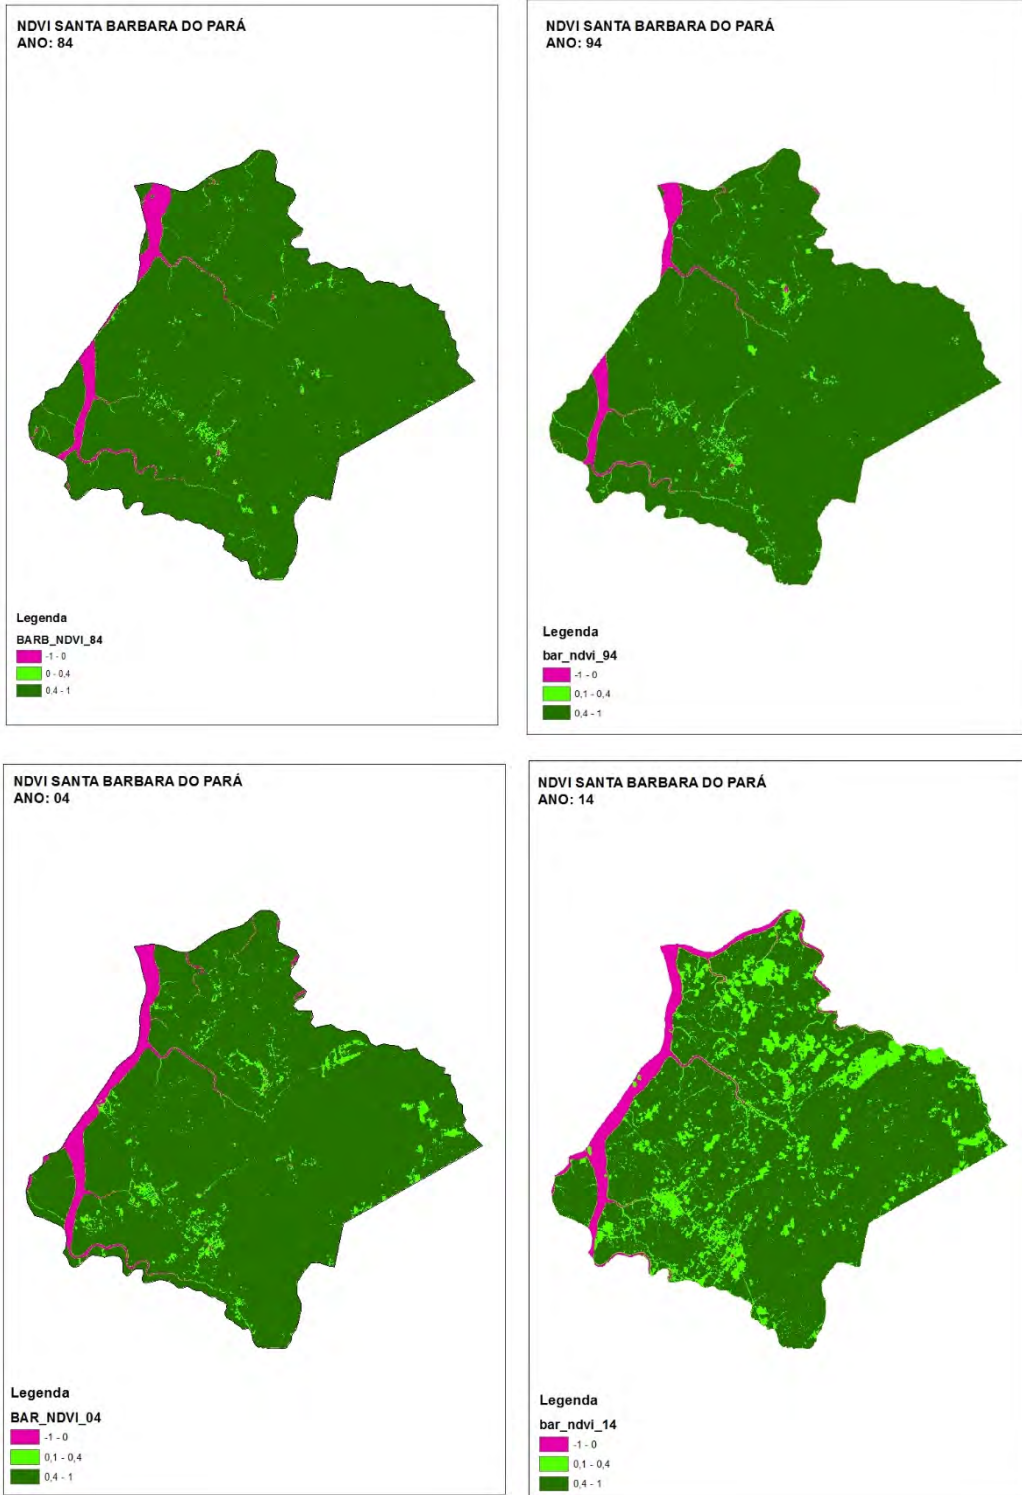 NDVI SANTA BARBARA DO PARÁ
ANO: 84
Legenda
BARB_NDVI_84
-1 - 0
0 - 0,4
0,4 - 1
NDVI SANTA BARBARA DO PARÁ
ANO: 94
Legenda
bar_ndvi_94
-1 - 0
0,1 - 0,4
0,4 - 1
NDVI SANTA BARBARA DO PARÁ
ANO: 04
Legenda
BAR_NDVI_04
-1 - 0
0,1 - 0,4
0,4 - 1
NDVI SANTA BARBARA DO PARÁ
ANO: 14
Legenda
bar_ndvi_14
-1 - 0
0,1 - 0,4
0,4 - 1